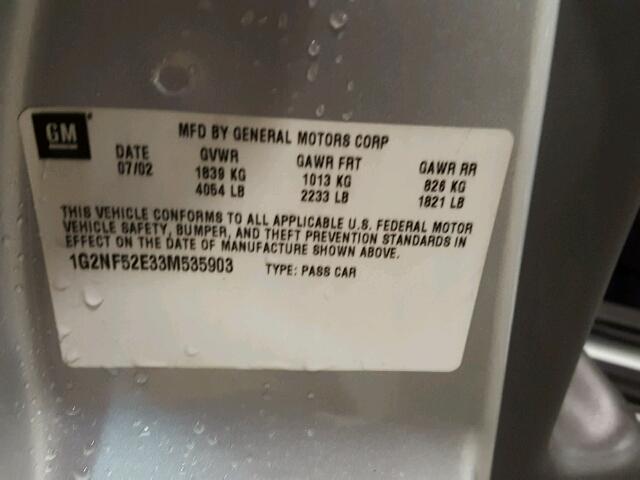 GM
MFD BY GENERAL MOTORS CORP
DATE GVWR GAWR FRT GAWR RR
07/02 1839 KG 1013 KG 826 KG
4054 LB 2233 LB 1821 LB
THIS VEHICLE CONFORMS TO ALL APPLICABLE U.S. FEDERAL MOTOR
VEHICLE SAFETY, BUMPER, AND THEFT PREVENTION STANDARDS IN
EFFECT ON THE DATE OF MANUFACTURE SHOWN ABOVE.
1G2NF52E33M535903 TYPE: PASS CAR